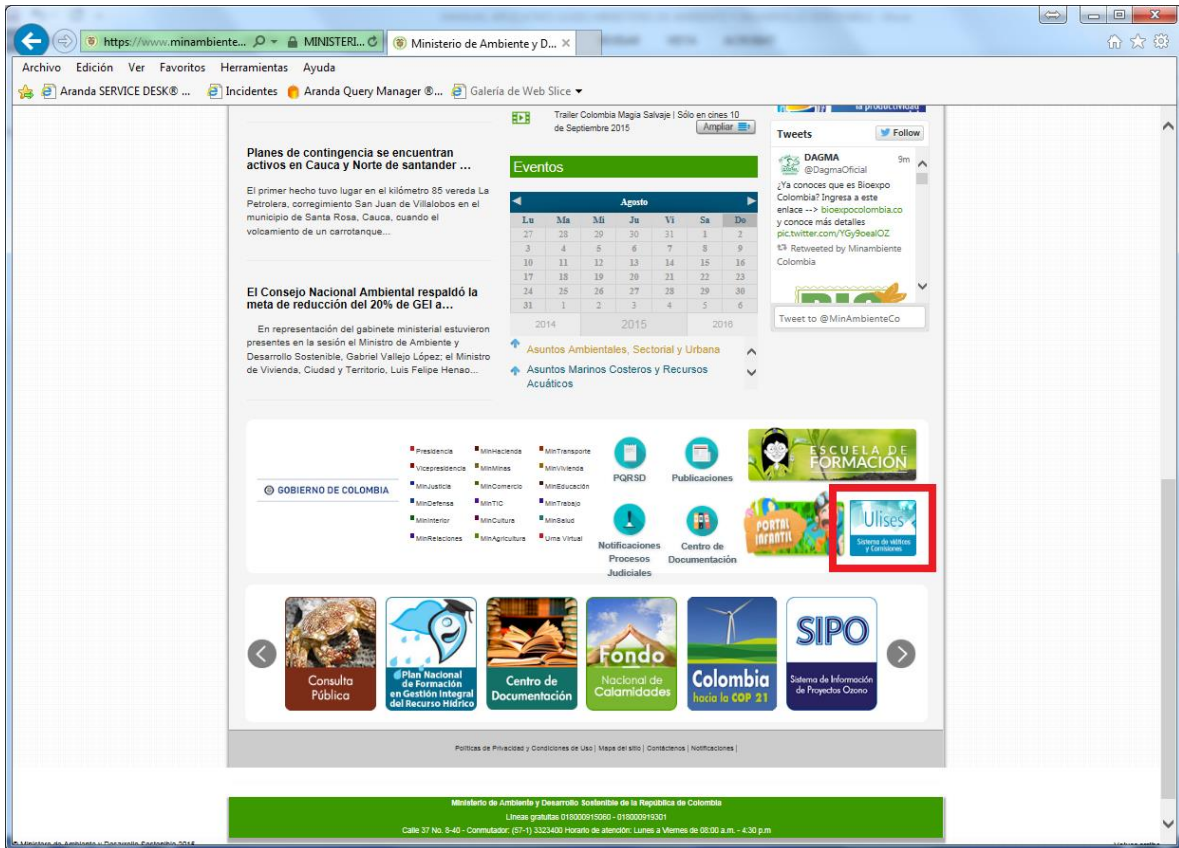 https://www.minambiente...
MINISTERI...
Ministerio de Ambiente y D...
Archivo Edición Ver Favoritos Herramientas Ayuda
Aranda SERVICE DESK® ...
Incidentes
Aranda Query Manager ®...
Galería de Web Slice
Trailer Colombia Magia Salvaje | Sólo en cines 10
de Septiembre 2015
Ampliar
Planes de contingencia se encuentran
activos en Cauca y Norte de santander ...
El primer hecho tuvo lugar en el kilómetro 85 vereda La
Petrolera, corregimiento San Juan de Villalobos en el
municipio de Santa Rosa, Cauca, cuando el
volcamiento de un carrotanque...
El Consejo Nacional Ambiental respaldó la
meta de reducción del 20% de GEI a...
En representación del gabinete ministerial estuvieron
presentes en la sesión el Ministro de Ambiente y
Desarrollo Sostenible, Gabriel Vallejo López; el Ministro
de Vivienda, Ciudad y Territorio, Luis Felipe Henao...
Eventos
Agosto
Lu Ma Mi Ju Vi Sa Do
27 28 29 30 31 1 2
3 4 5 6 7 8 9
10 11 12 13 14 15 16
17 18 19 20 21 22 23
24 25 26 27 28 29 30
31 1 2 3 4 5 6
2014 2015 2016
Asuntos Ambientales, Sectorial y Urbana
Asuntos Marinos Costeros y Recursos
Acuáticos
la productividad
Tweets
Follow
DAGMA 9m
@DagmaOficial
¿Ya conoces que es Bioexpo
Colombia? Ingresa a este
enlace --> bioexpocolombia.co
y conoce más detalles
pic.twitter.com/YGy9oealOZ
Retweeted by Minambiente
Colombia
BIO
Tweet to @MinAmbienteCo
GOBIERNO DE COLOMBIA
Presidencia MinHacienda MinTransporte
Vicepresidencia MinMinas MinVivienda
MinJusticia MinComercio MinEducación
MinDefensa MinTIC MinTrabajo
MinInterior MinCultura MinSalud
MinRelaciones MinAgricultura Urna Virtual
PQRSD
Publicaciones
Notificaciones
Procesos
Judiciales
Centro de
Documentación
ESCUELA DE
FORMACIÓN
PORTAL
INFANTIL
Ulises
Sistema de viáticos
y Comisiones
Consulta
Pública
Plan Nacional
de Formación
en Gestión Integral
del Recurso Hídrico
Centro de
Documentación
Fondo
Nacional de
Calamidades
Colombia
hacia la COP 21
SIPO
Sistema de Información
de Proyectos Ozono
Políticas de Privacidad y Condiciones de Uso | Mapa del sitio | Contáctenos | Notificaciones |
Ministerio de Ambiente y Desarrollo Sostenible de la República de Colombia
Líneas gratuitas 018000915060 - 018000919301
Calle 37 No. 8-40 - Conmutador: (57-1) 3323400 Horario de atención: Lunes a Viernes de 08:00 a.m. - 4:30 p.m